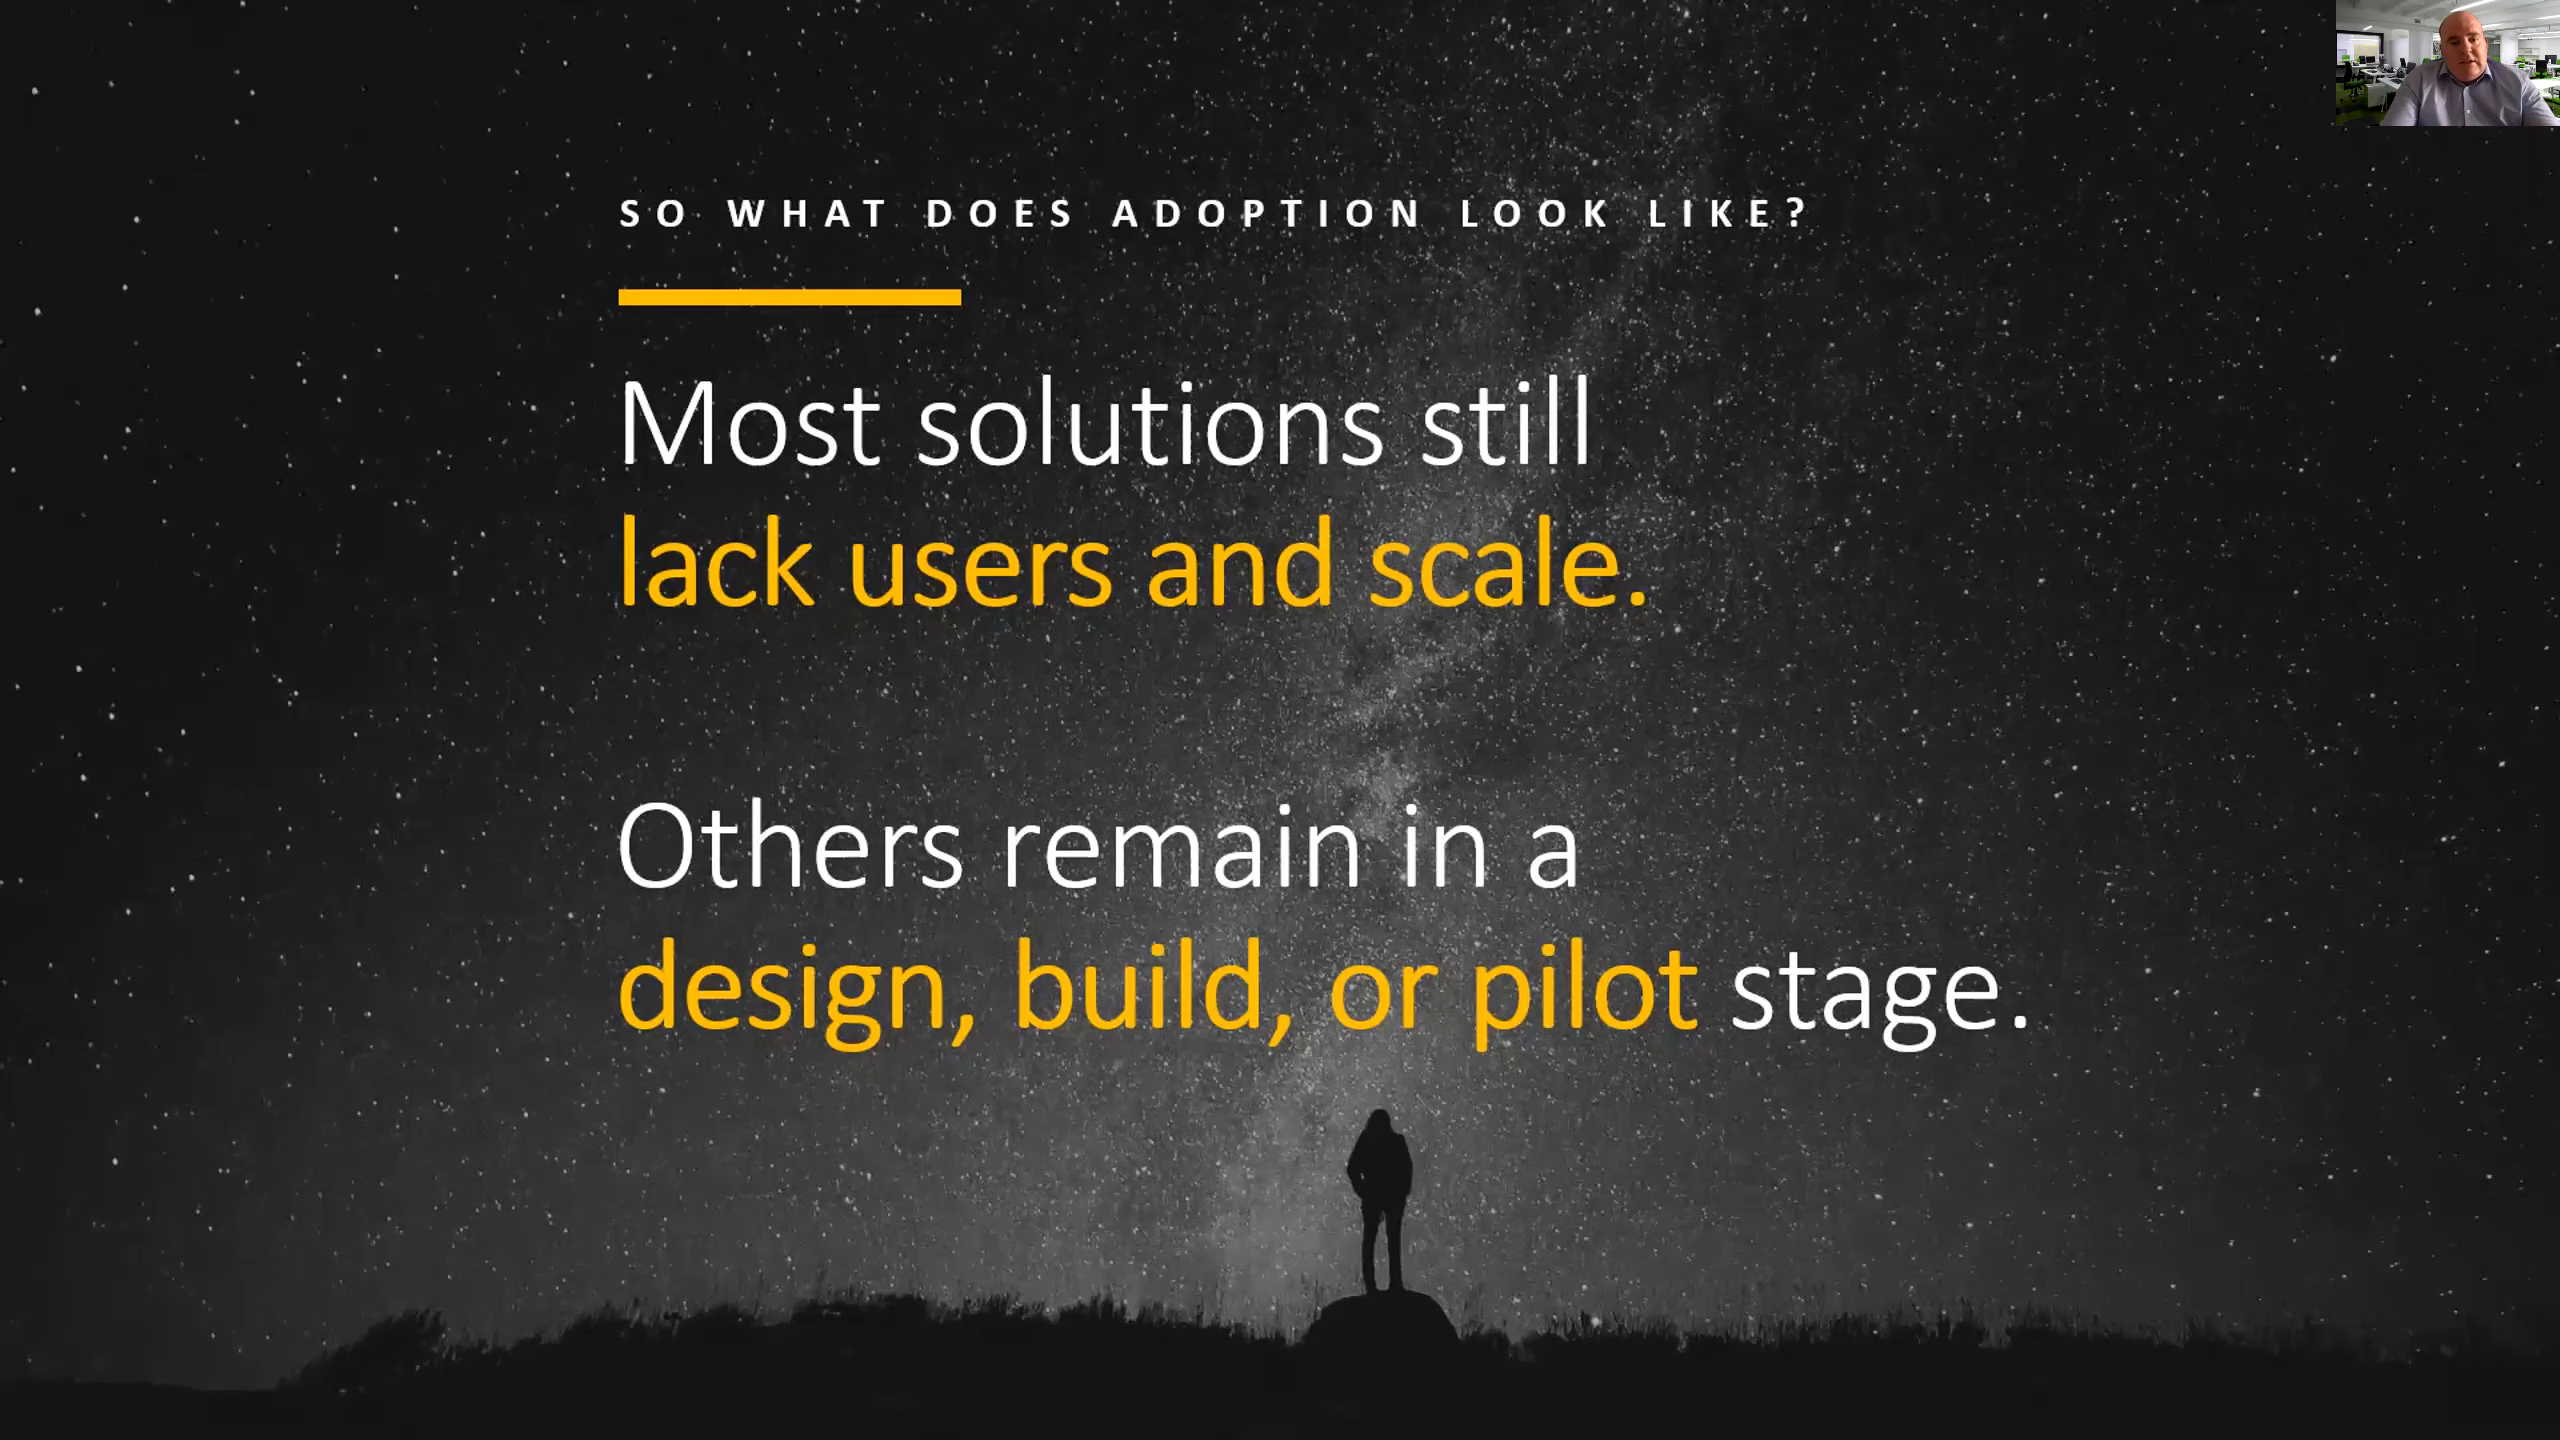 SO WHAT DOES ADOPTION LOOK LIKE?
Most solutions still
lack users and scale.
Others remain in a
design, build, or pilot stage.